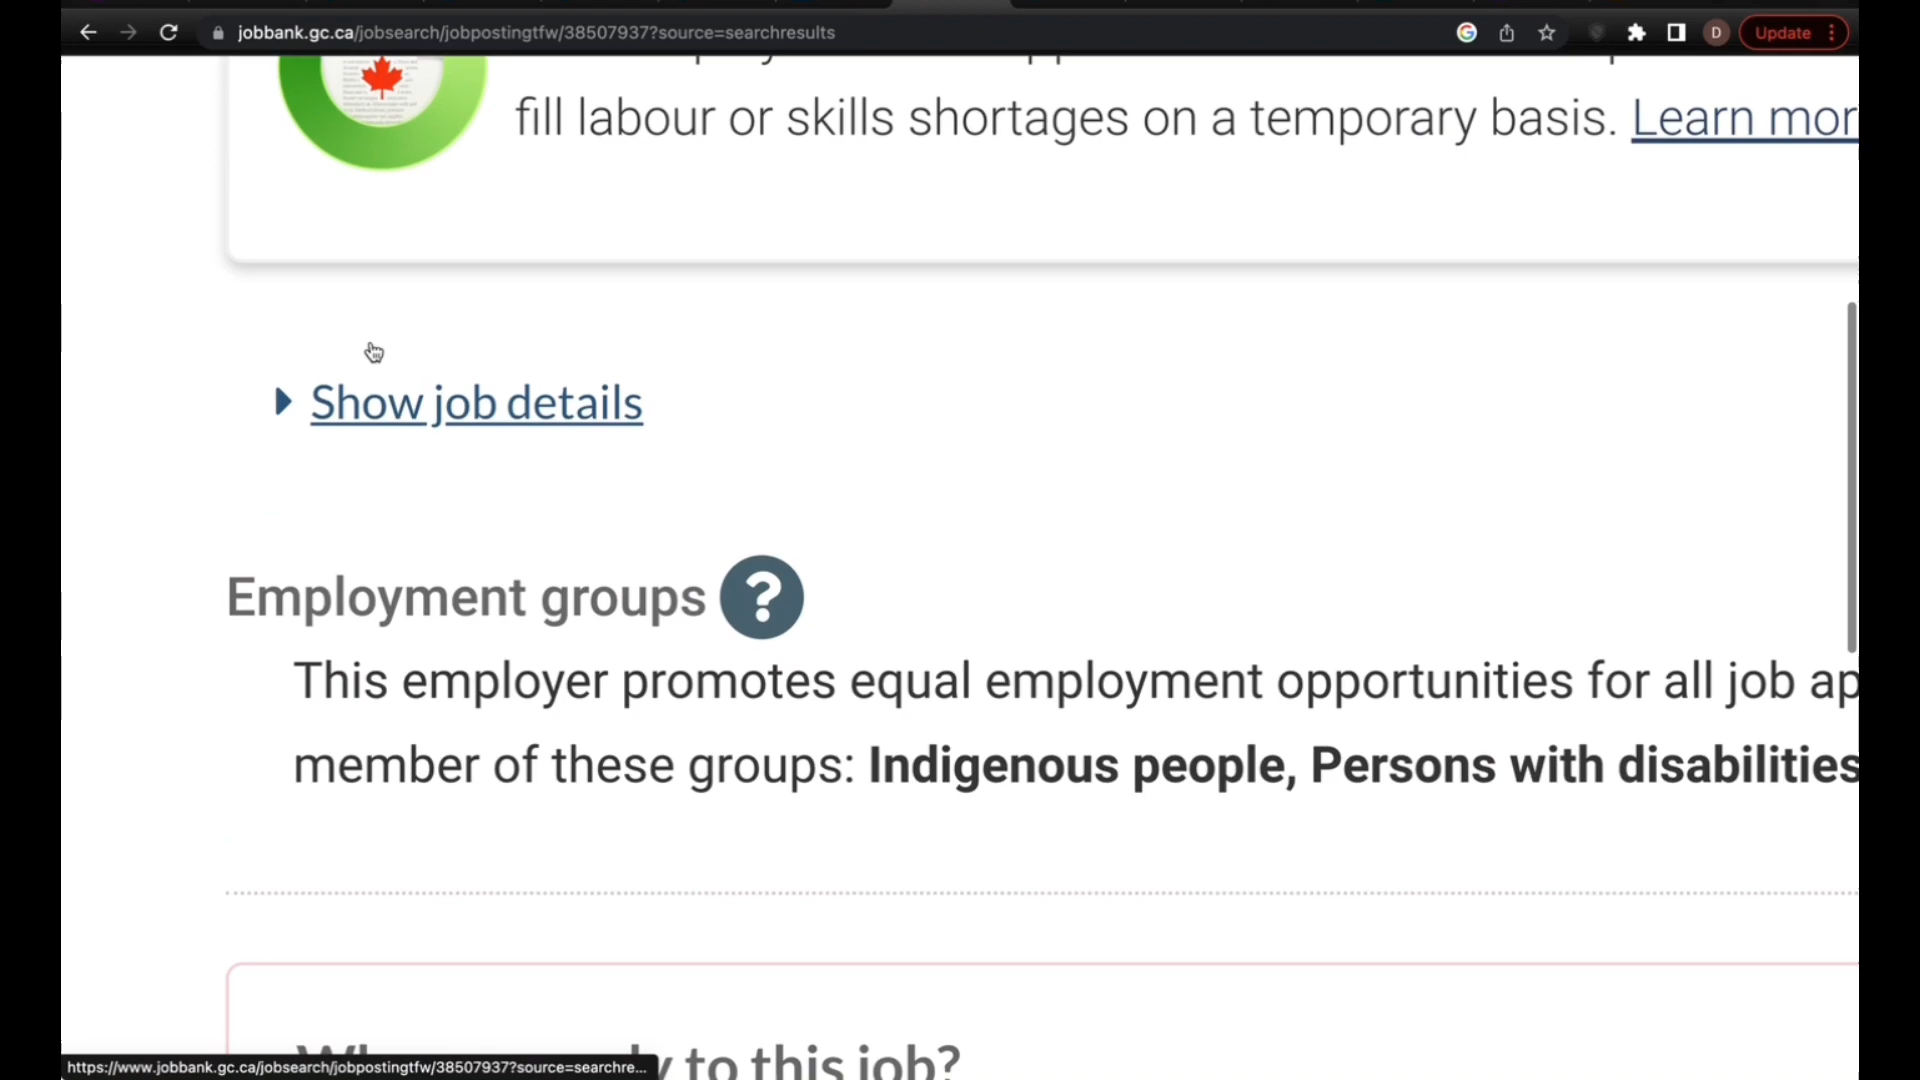 jobbank.gc.ca/jobsearch/jobpostingtfw/38507937?source=searchresults
D
Update
fill labour or skills shortages on a temporary basis. Learn mor
Show job details
Employment groups ?
This employer promotes equal employment opportunities for all job ap
member of these groups: Indigenous people, Persons with disabilities
to this job?
https://www.jobbank.gc.ca/jobsearch/jobpostingtfw/38507937?source=searchre...